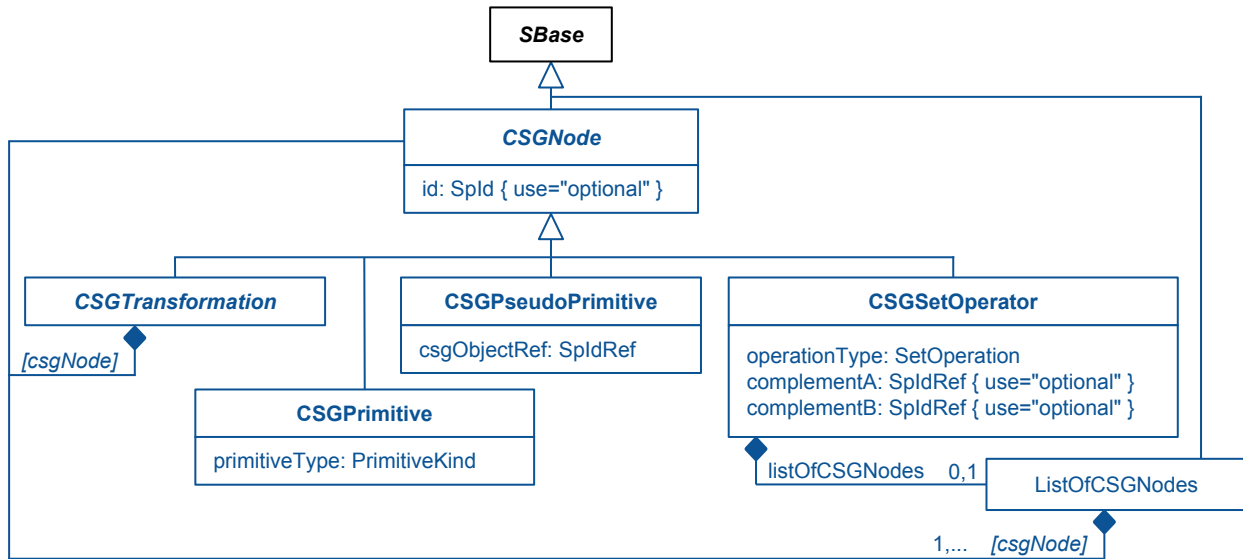 SBase
CSGNode
id: SpId { use="optional" }
CSGTransformation
CSGPseudoPrimitive
csgObjectRef: SpIdRef
CSGSetOperator
operationType: SetOperation
complementA: SpIdRef { use="optional" }
complementB: SpIdRef { use="optional" }
[csgNode]
CSGPrimitive
primitiveType: PrimitiveKind
listOfCSGNodes 0,1
ListOfCSGNodes
1,... [csgNode]